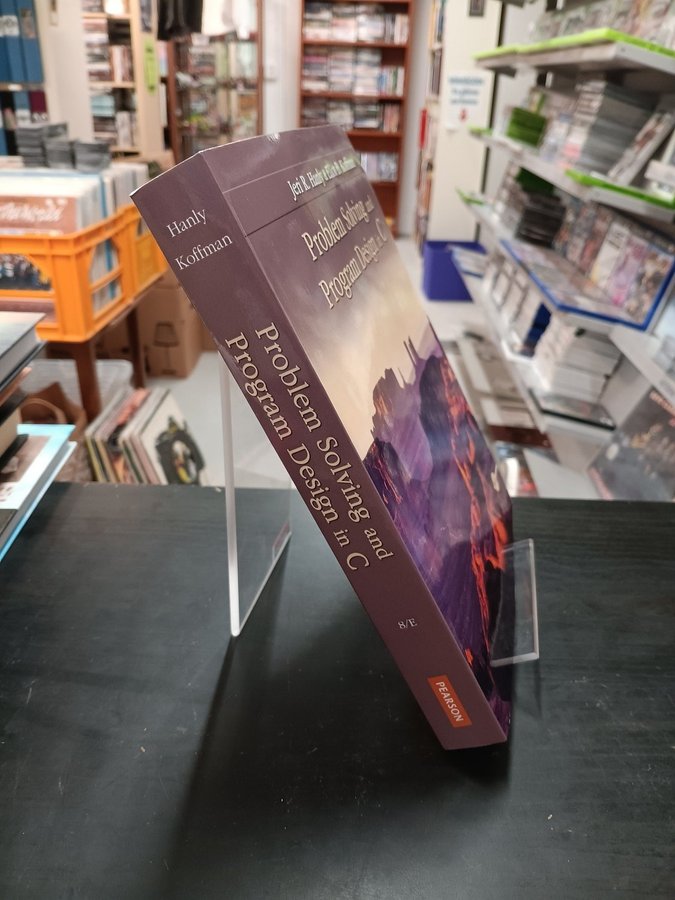 Hanly
Koffman
Problem Solving and
Program Design in C
8/E
PEARSON
Jeri R. Hanly • Elliot B. Koffman
Problem Solving and
Program Design in C